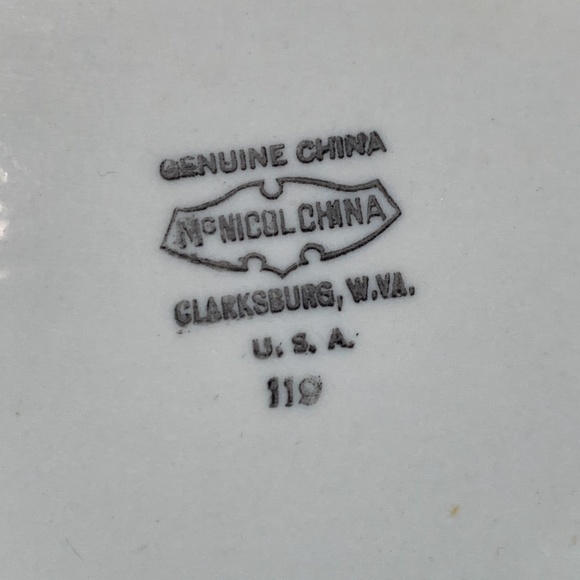 GENUINE CHINA
McNICOL CHINA
CLARKSBURG, W.VA.
U. S. A.
119